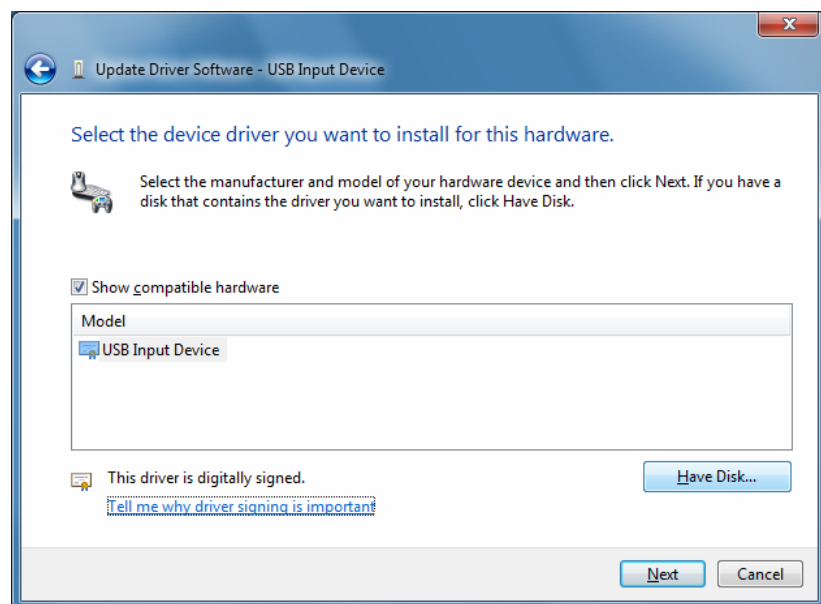 Update Driver Software - USB Input Device
Select the device driver you want to install for this hardware.
Select the manufacturer and model of your hardware device and then click Next. If you have a
disk that contains the driver you want to install, click Have Disk.
Show compatible hardware
Model
USB Input Device
This driver is digitally signed.
Have Disk...
Tell me why driver signing is important
Next
Cancel